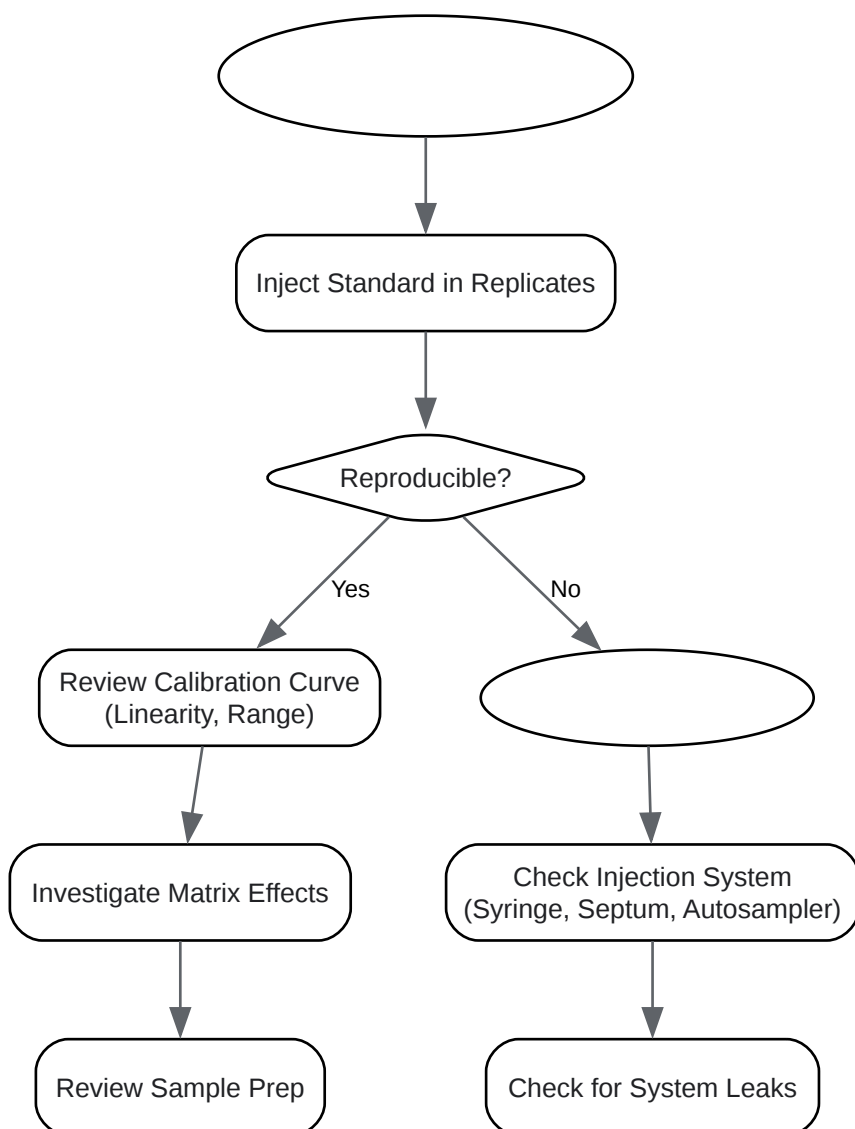 Inject Standard in Replicates
Reproducible?
Yes
No
Review Calibration Curve
(Linearity, Range)
Investigate Matrix Effects
Check Injection System
(Syringe, Septum, Autosampler)
Review Sample Prep
Check for System Leaks